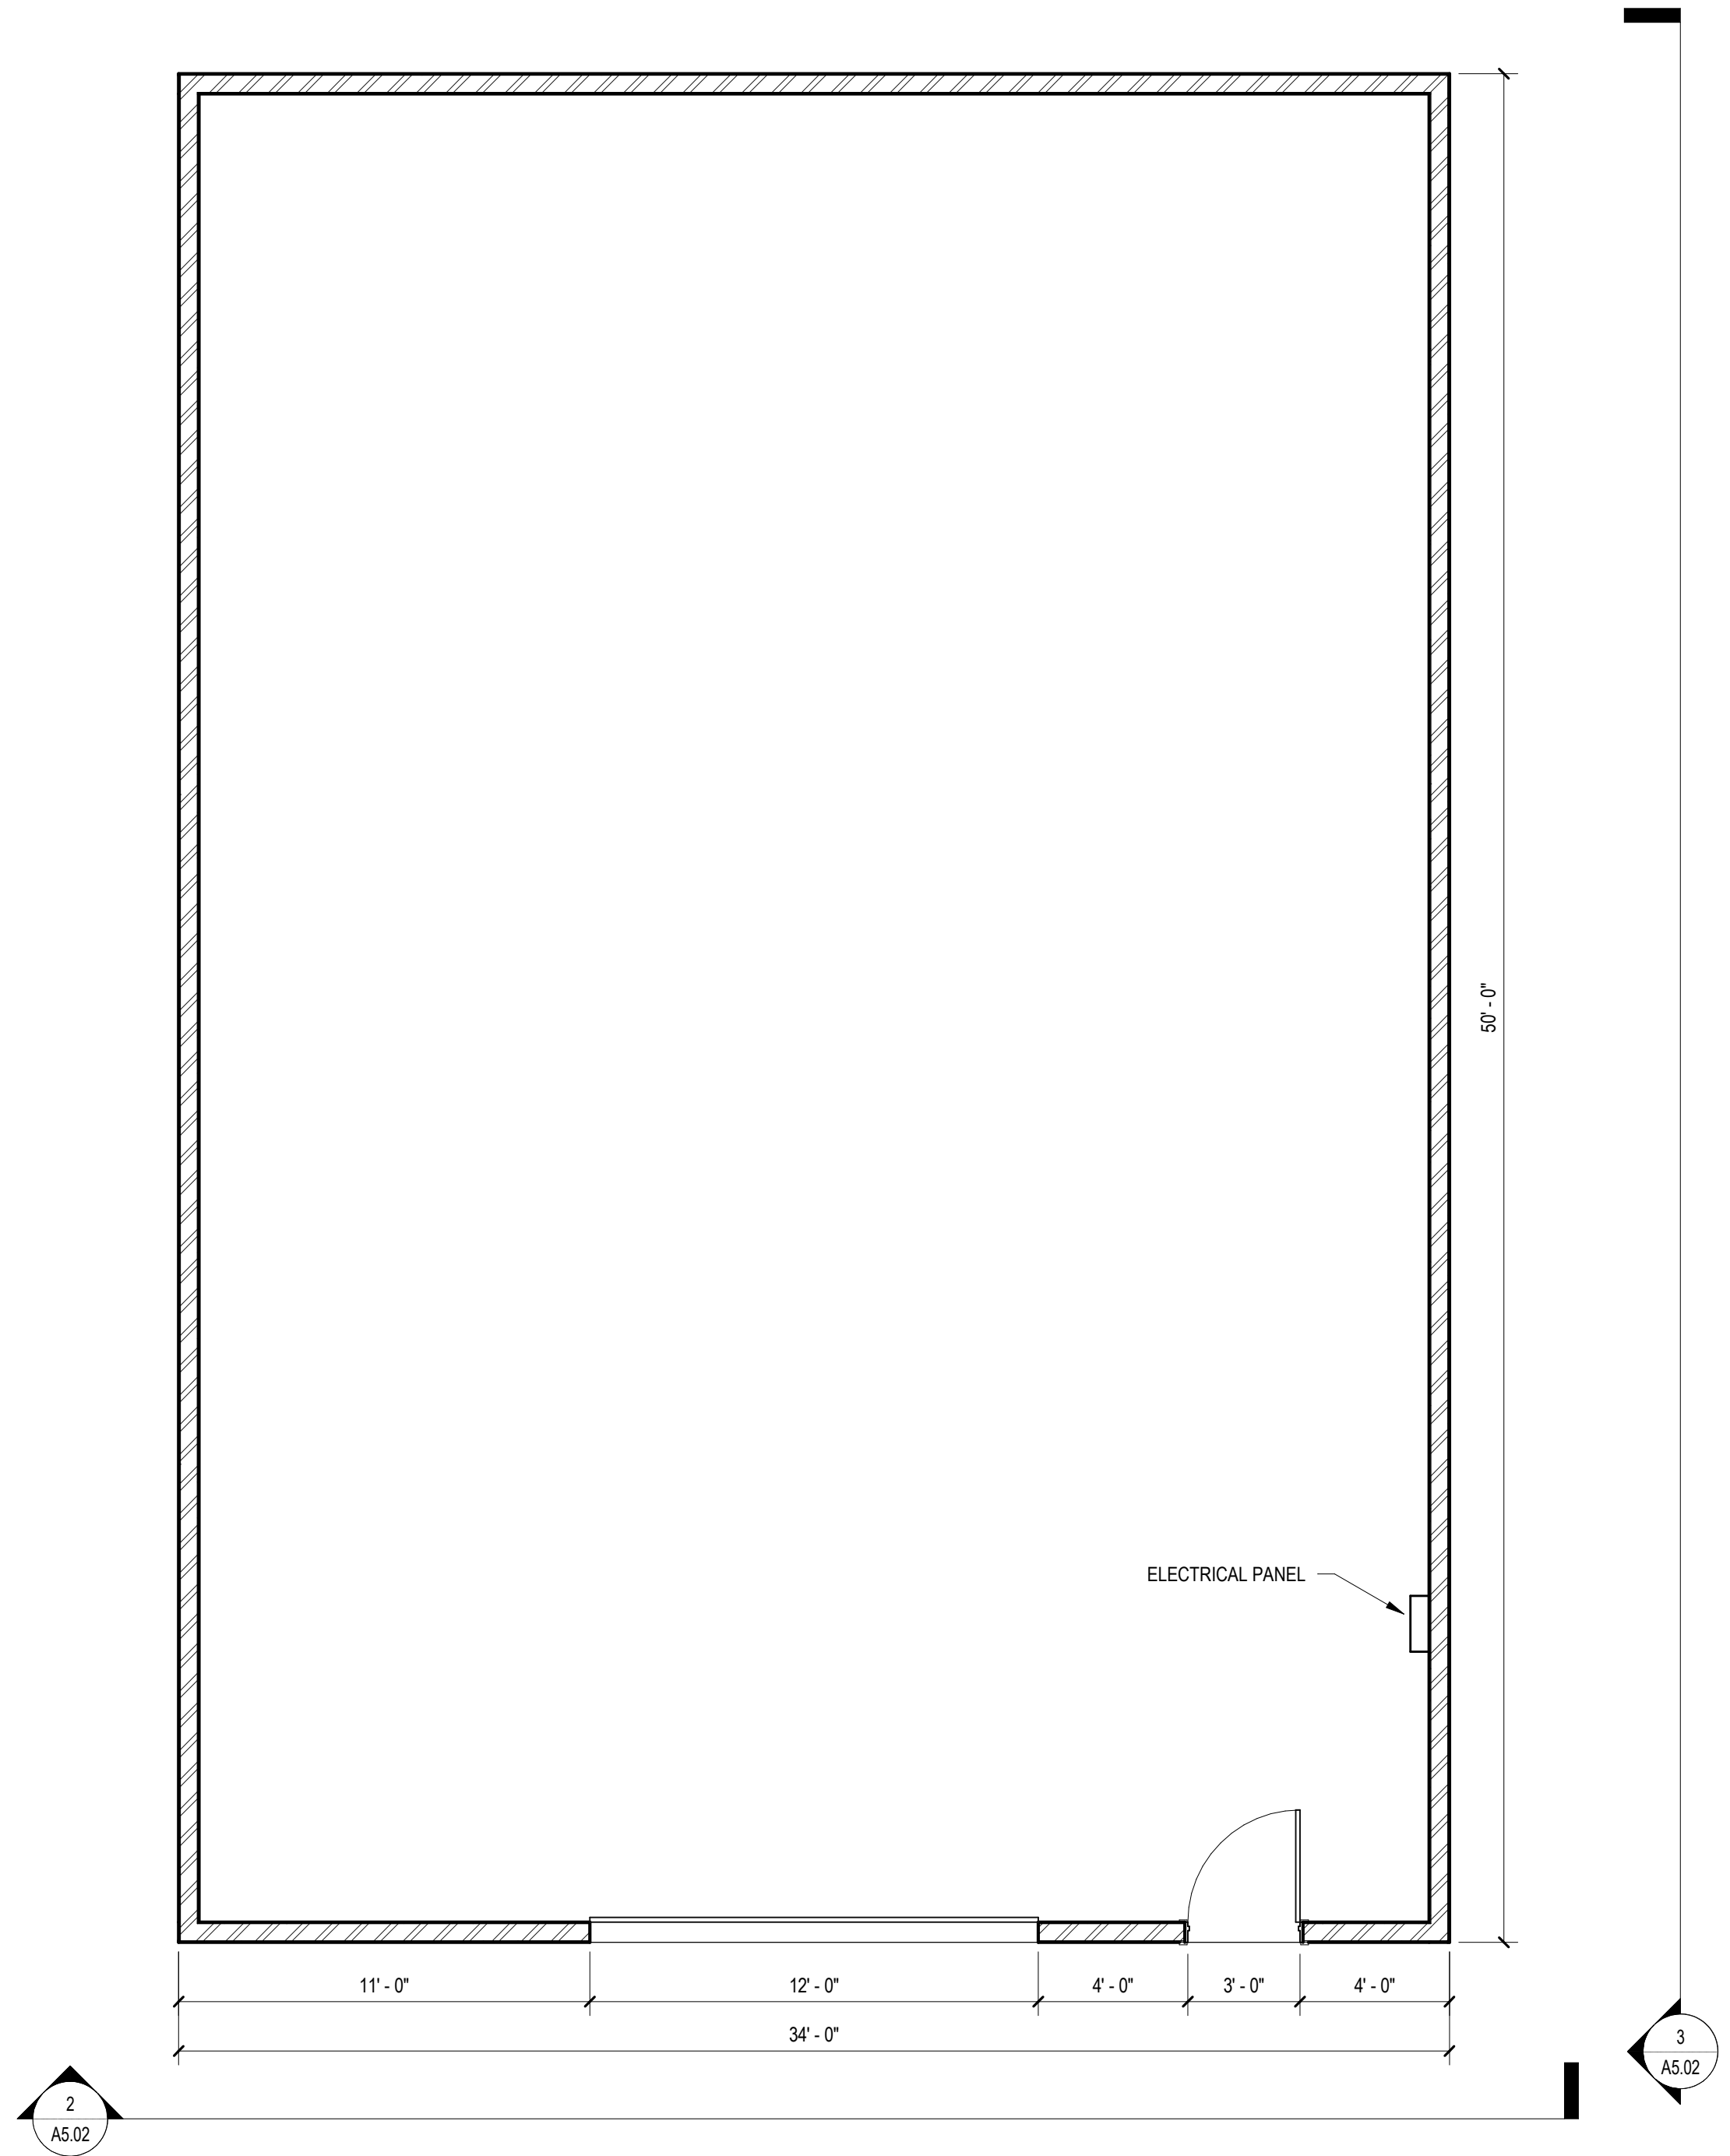 50' - 0"
ELECTRICAL PANEL
11' - 0"
12' - 0"
4' - 0"
3' - 0"
4' - 0"
34' - 0"
3
A5.02
2
A5.02